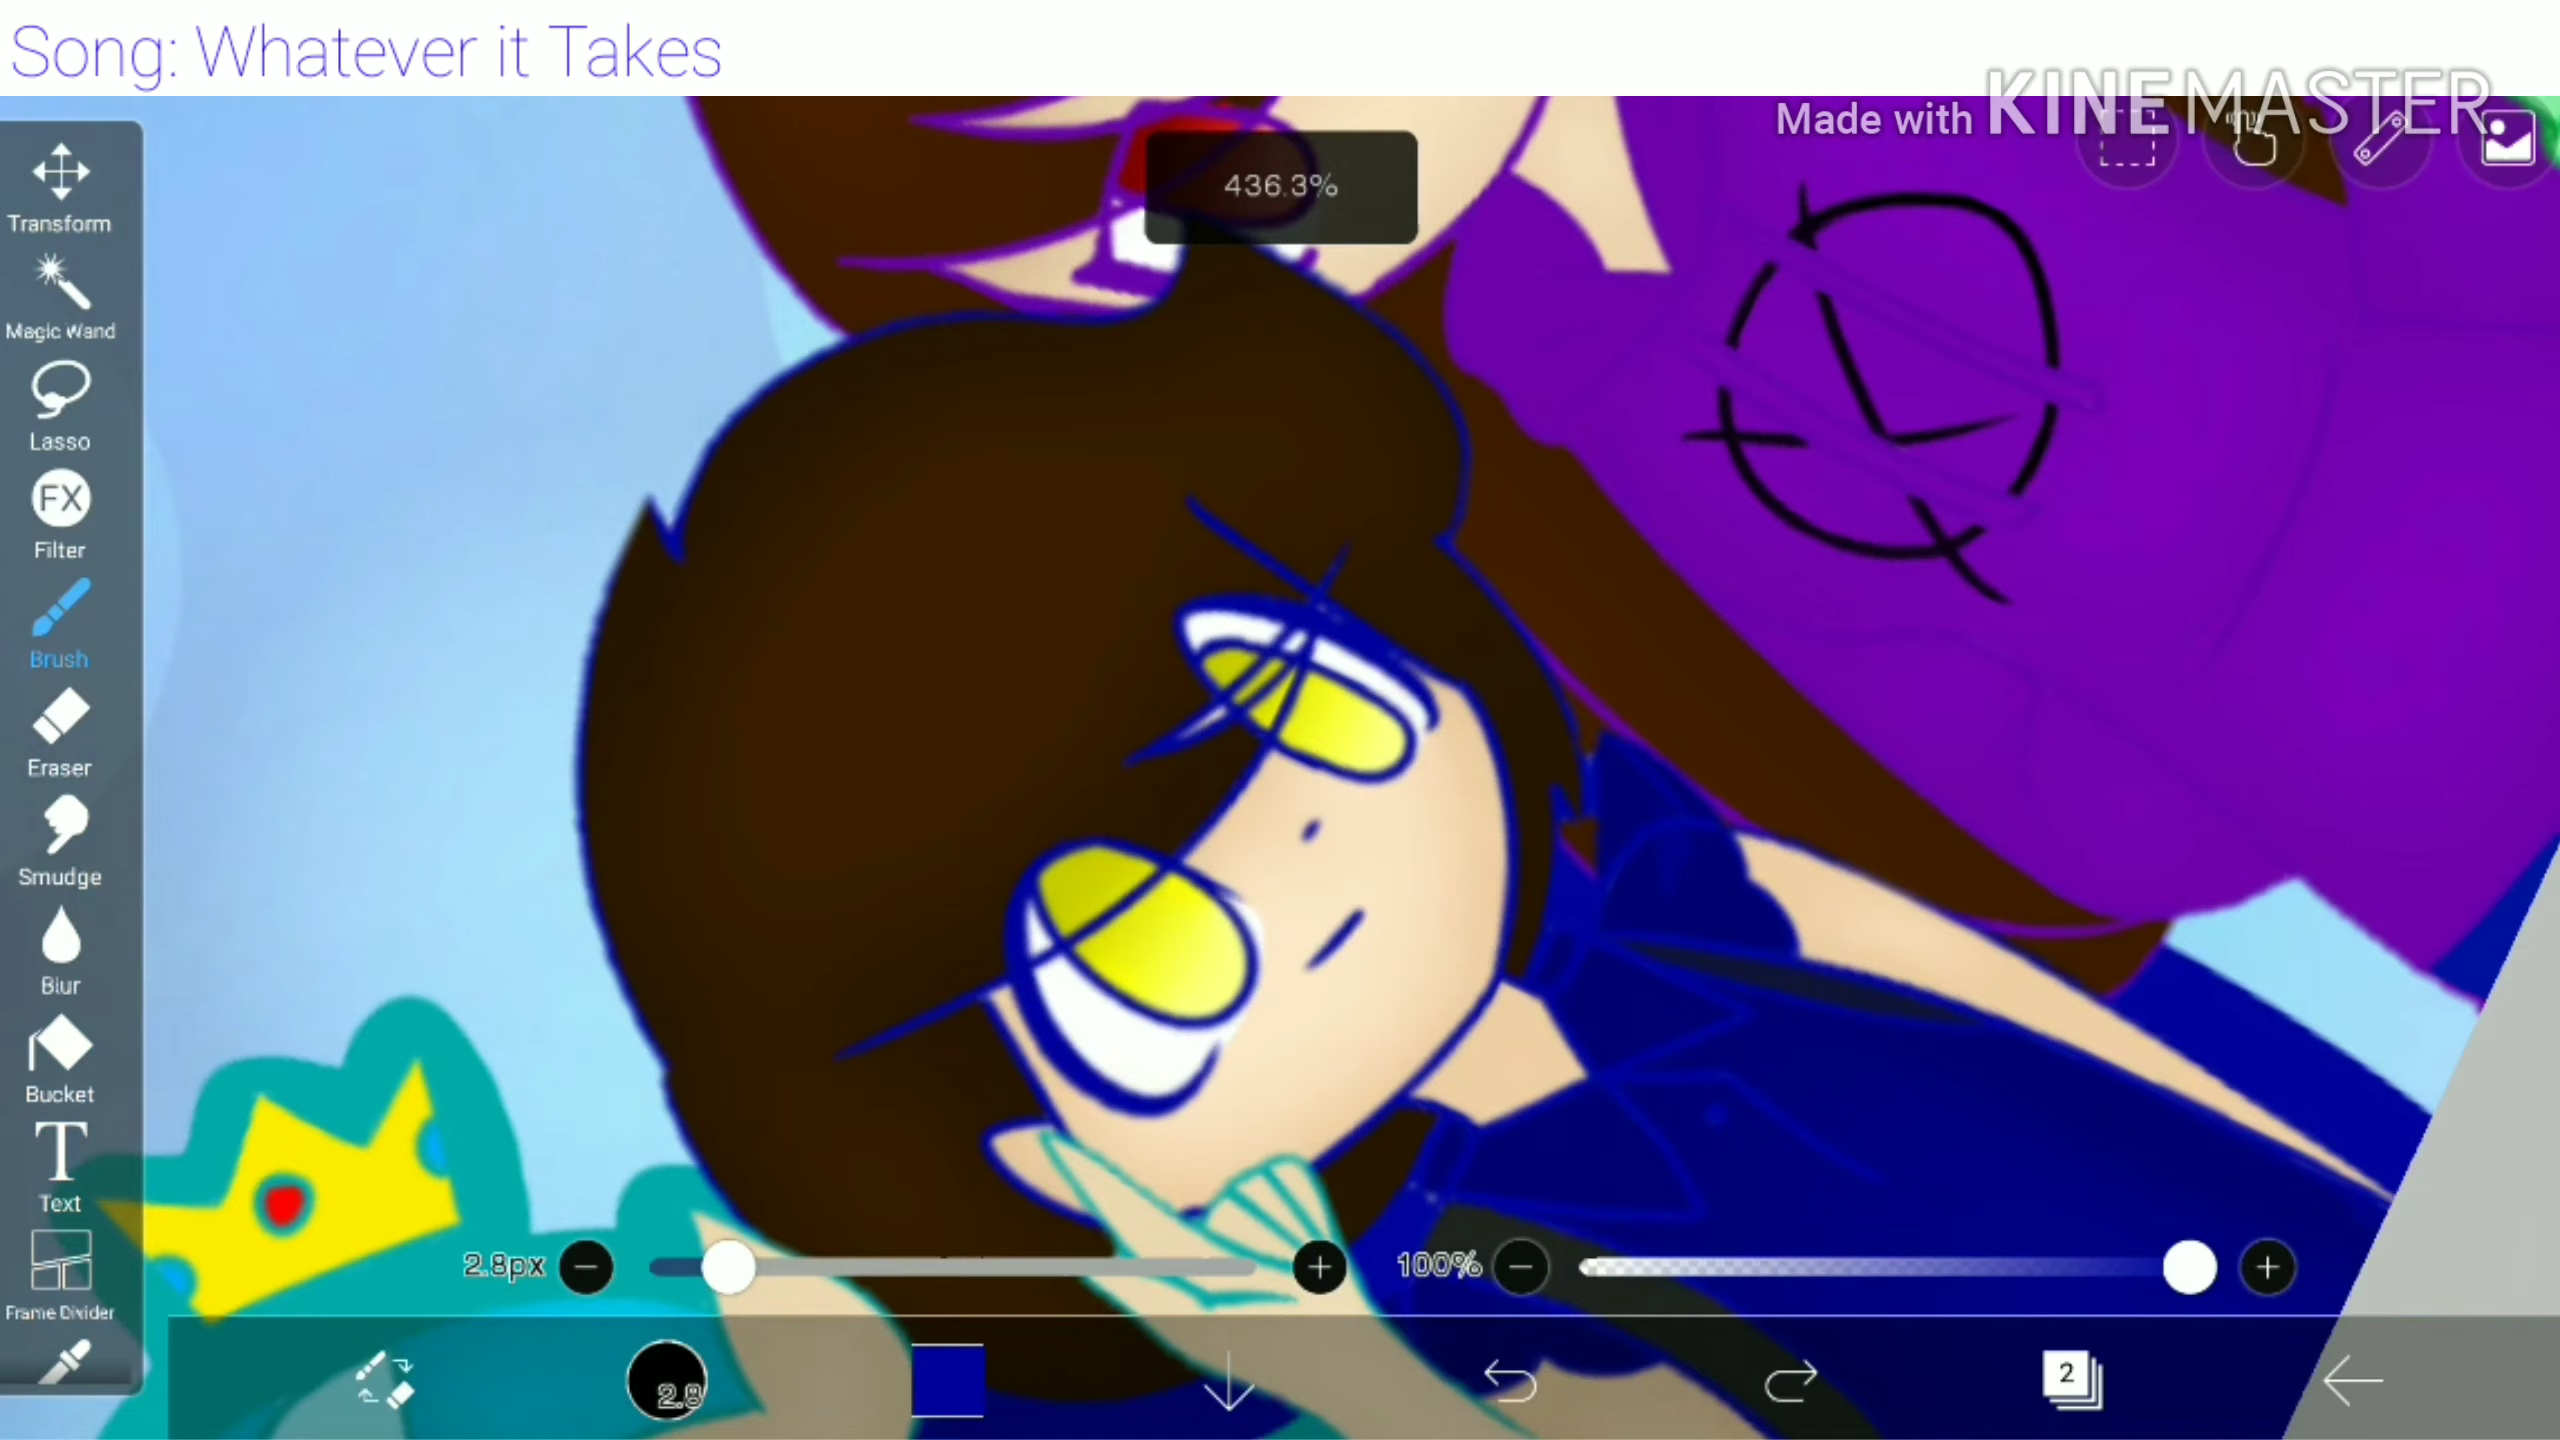 Song: Whatever it Takes
Made with KINEMASTER
436.3%
Transform
Magic Wand
Lasso
FX
Filter
Brush
Eraser
Smudge
Blur
Bucket
T
Text
Frame Divider
2.8px
100%
2.8
2